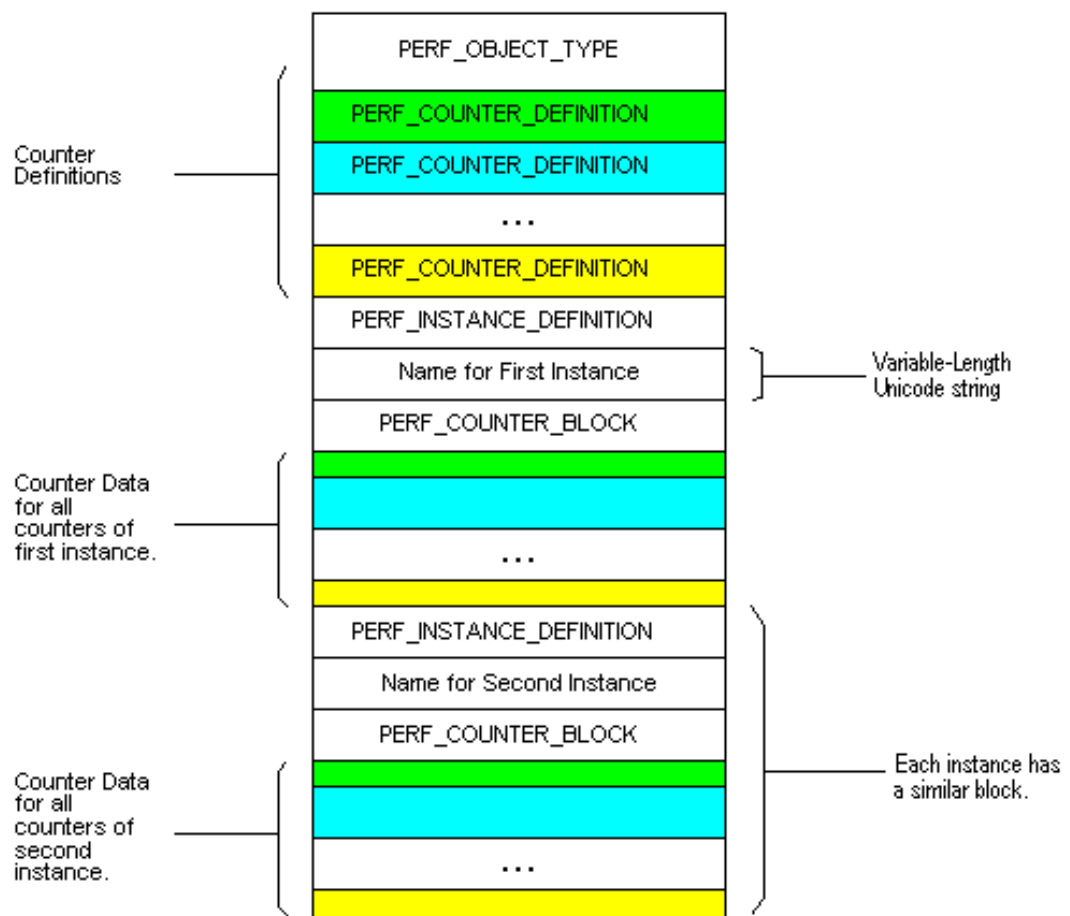 PERF_OBJECT_TYPE
PERF_COUNTER_DEFINITION
Counter
Definitions
PERF_COUNTER_DEFINITION
...
PERF_COUNTER_DEFINITION
PERF_INSTANCE_DEFINITION
Name for First Instance
Variable-Length
Unicode string
PERF_COUNTER_BLOCK
Counter Data
for all
counters of
first instance.
...
PERF_INSTANCE_DEFINITION
Name for Second Instance
PERF_COUNTER_BLOCK
Each instance has
a similar block.
Counter Data
for all
counters of
second
instance.
...